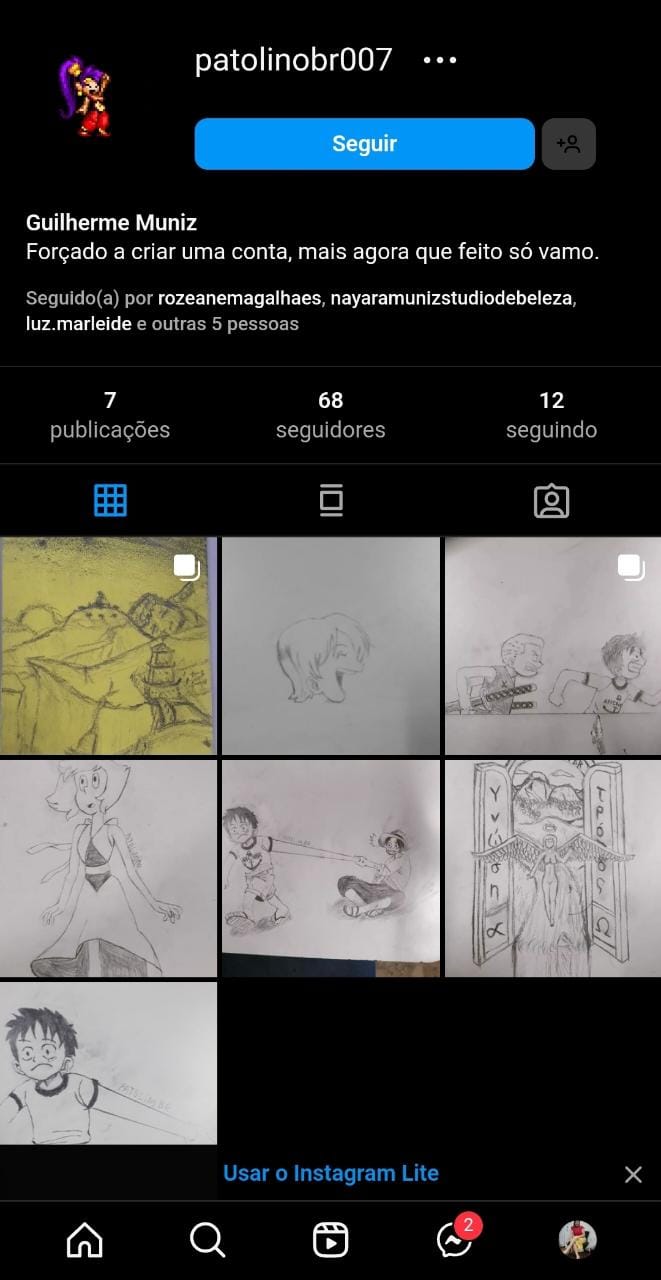 patolinobr007
Seguir
Guilherme Muniz
Forçado a criar uma conta, mais agora que feito só vamo.
Seguido(a) por rozeanemagalhaes, nayaramunizstudiodebeleza,
luz.marleide e outras 5 pessoas
7 68 12
publicações seguidores seguindo
Usar o Instagram Lite
2